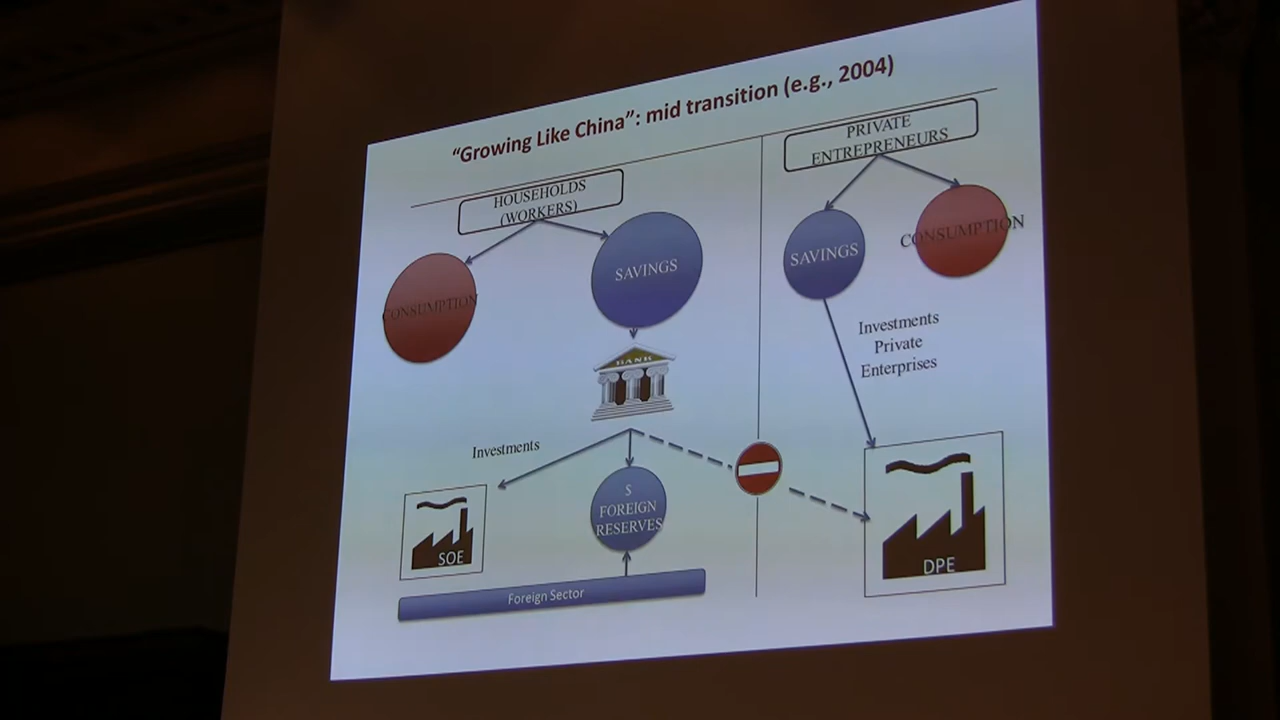 “Growing Like China”: mid transition (e.g., 2004)
HOUSEHOLDS
(WORKERS)
CONSUMPTION
SAVINGS
BANK
Investments
SOE
$
FOREIGN
RESERVES
Foreign Sector
PRIVATE
ENTREPRENEURS
SAVINGS
CONSUMPTION
Investments
Private
Enterprises
DPE